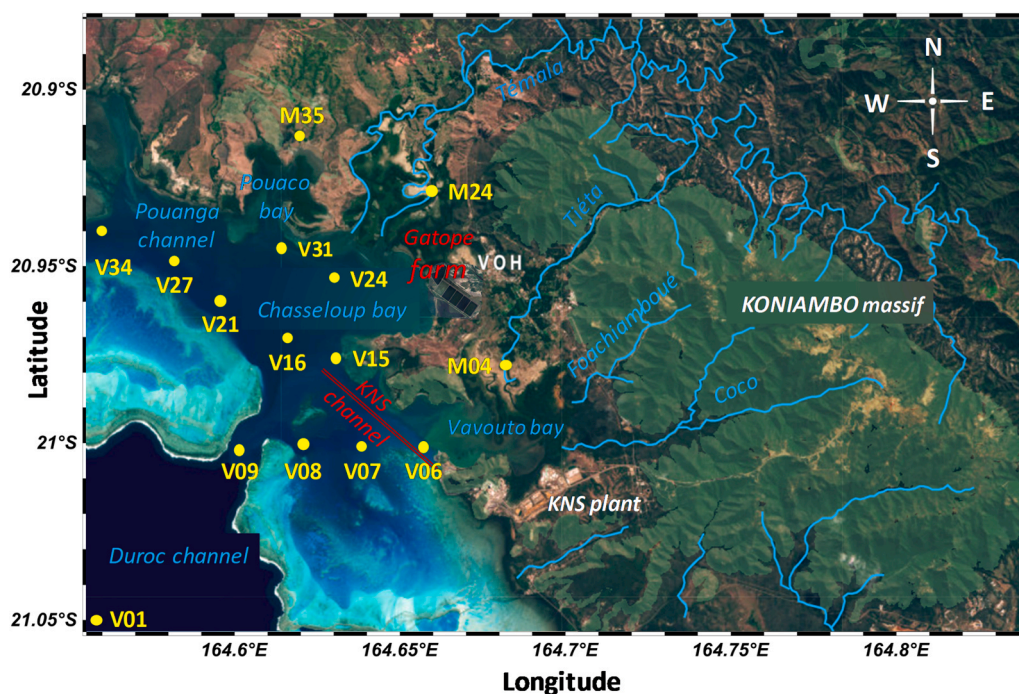 N
20.9°S
Témala
W
E
M35
S
Pouaco
bay
M24
Pouanga
channel
Tiéta
Gatope
farm
VOH
V31
20.95°S
V34
V27
V24
V21
Chasseloup bay
KONIAMBO massif
Fobchiamboué
V16
V15
M04
Latitude
KNS
channel
Coco
21°S
Vavouto bay
V09
V08
V07
V06
KNS plant
Duroc channel
21.05°S
V01
164.6°E
164.65°E
164.7°E
164.75°E
164.8°E
Longitude